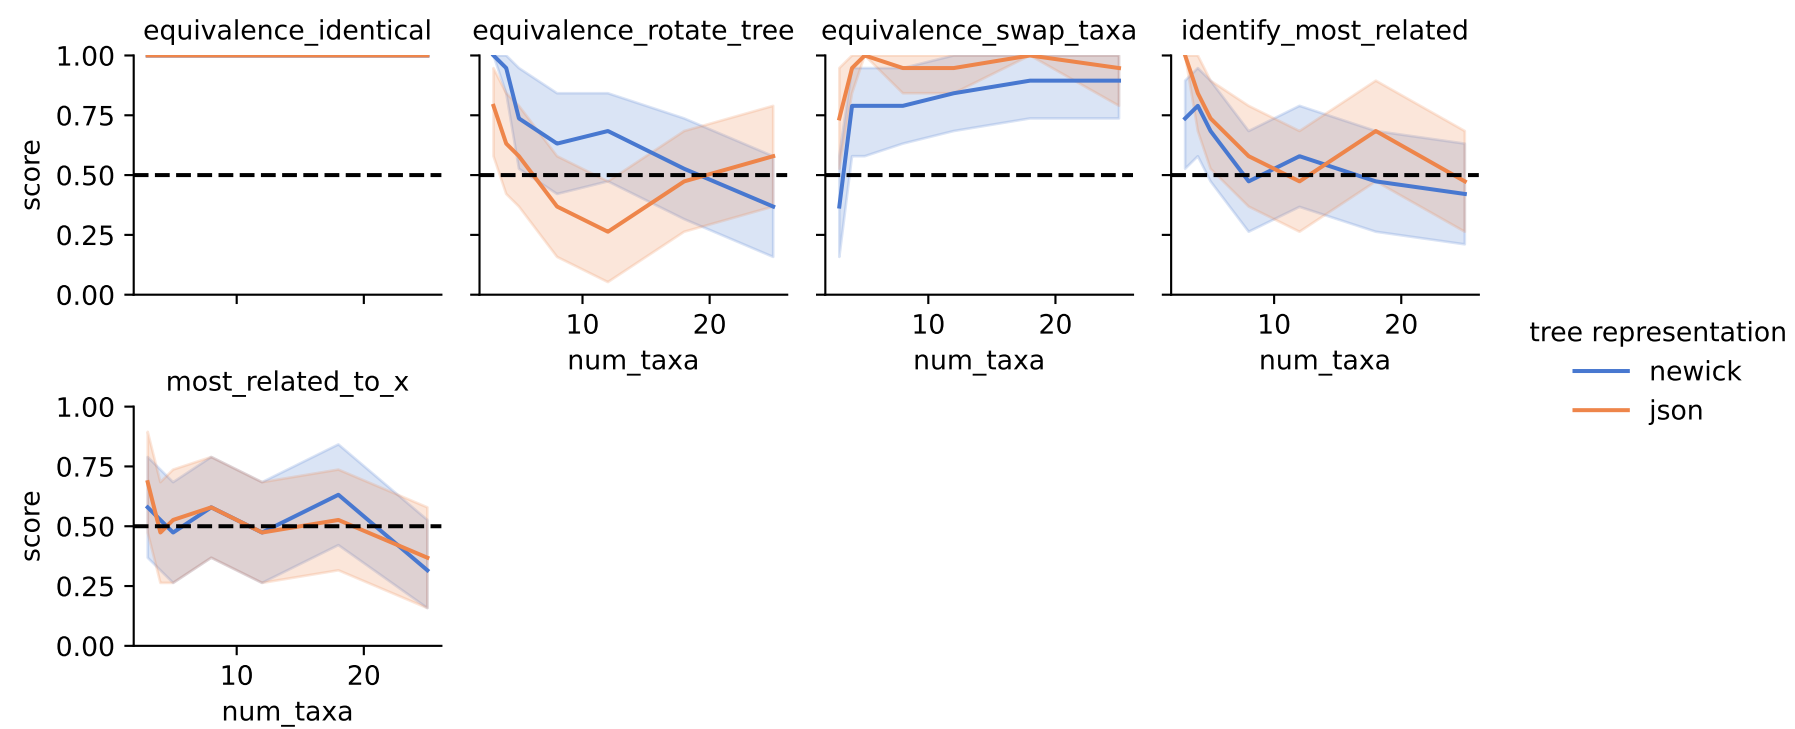 equivalence_identical
equivalence_rotate_tree
equivalence_swap_taxa
identify_most_related
score
1.00
0.75
0.50
0.25
0.00
10
20
num_taxa
10
20
num_taxa
10
20
num_taxa
most_related_to_x
score
1.00
0.75
0.50
0.25
0.00
10
20
num_taxa
tree representation
newick
json